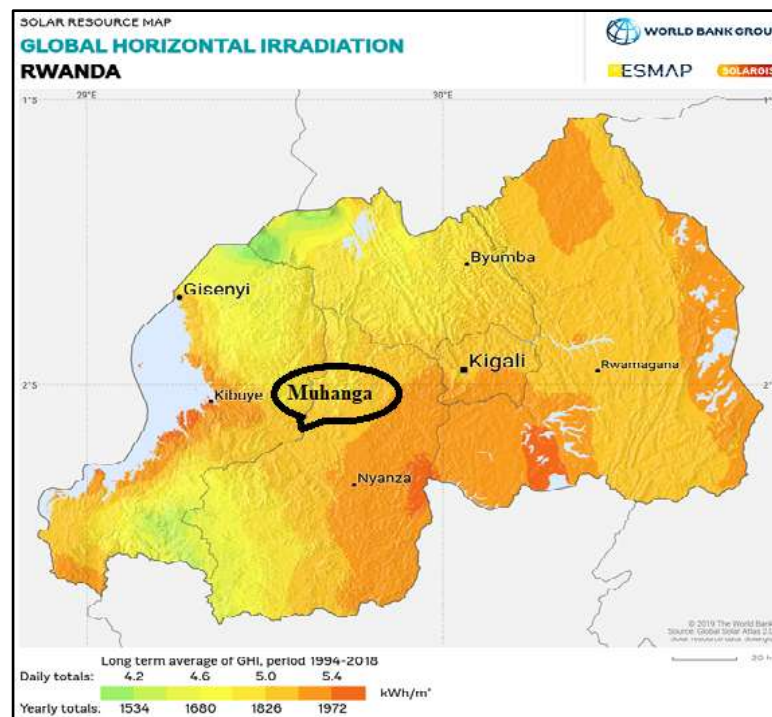 SOLAR RESOURCE MAP
GLOBAL HORIZONTAL IRRADIATION
RWANDA
WORLD BANK GROUP
ESMAP
SOLARGIS
29°E
30°E
1°S
1°
Byumba
Gisenyi
Kigali
Rwamagana
2°S
2°
Muhanga
Kibuye
Nyanza
© 2019 The World Bank
Source: Global Solar Atlas 2.0
Long term average of GHI, period 1994-2018
Daily totals: 4.2 4.6 5.0 5.4
kWh/m²
Yearly totals: 1534 1680 1826 1972